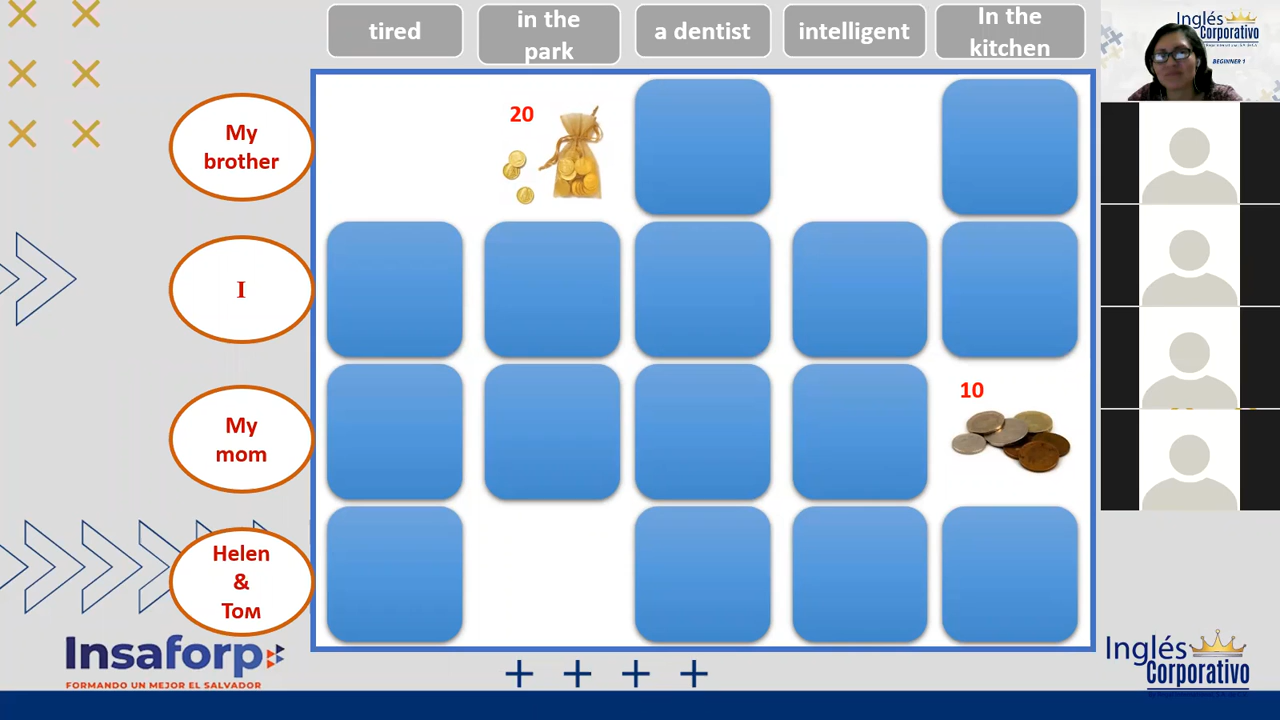 tired
in the
park
a dentist
intelligent
In the
kitchen
Inglés
Corporativo
BEGINNER 1
My
brother
20
I
My
mom
10
Helen
&
Tom
Insaforp
FORMANDO UN MEJOR EL SALVADOR
Inglés
Corporativo